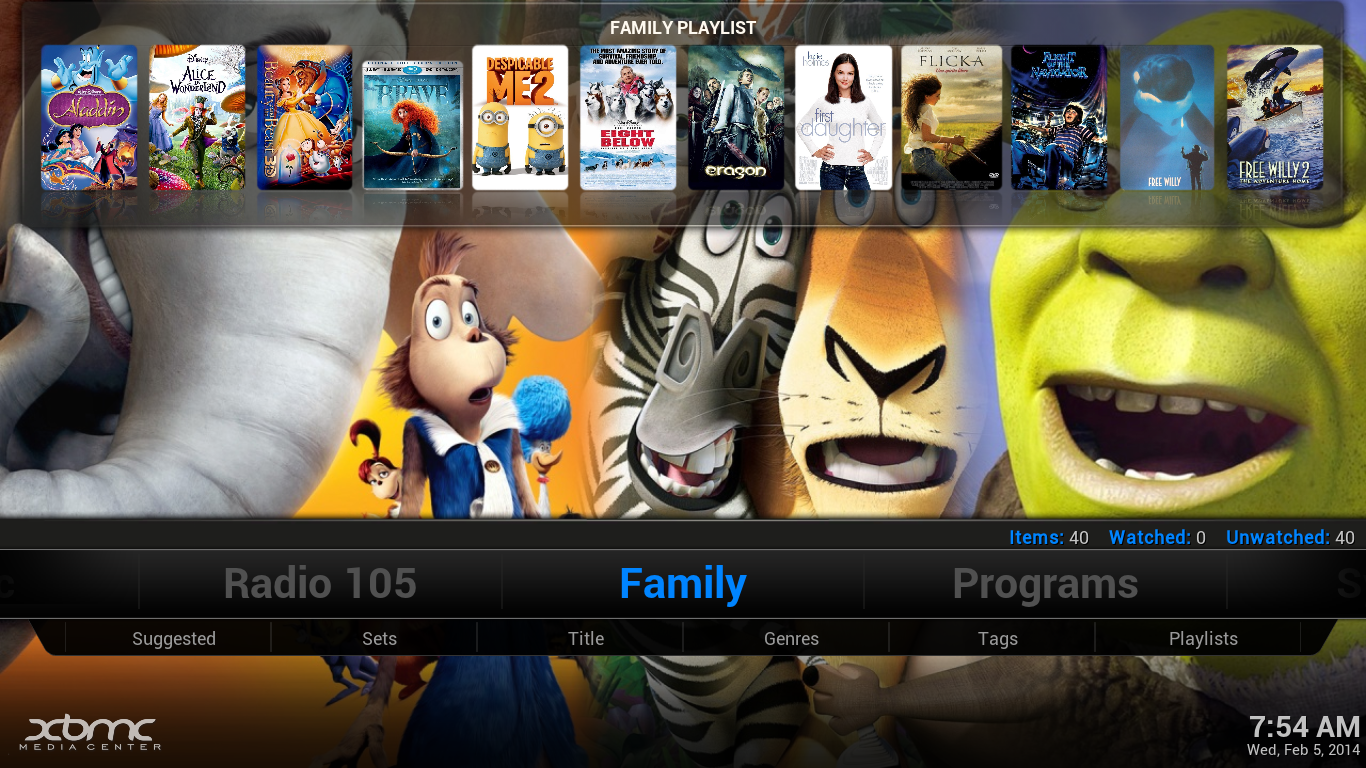 FAMILY PLAYLIST
Aladdin
Disney
ALICE
IN
WONDERLAND
Beauty and the Beast
3D
BRAVE
DESPICABLE
ME 2
THE MOST AMAZING STORY OF
SURVIVAL, FRIENDSHIP,
AND ADVENTURE EVER TOLD.
EIGHT
BELOW
eragon
katie
holmes
first
daughter
FLICKA
FLIGHT
OF THE
NAVIGATOR
FREE WILLY
FREE WILLY 2
THE ADVENTURE HOME
Items: 40 Watched: 0 Unwatched: 40
c Radio 105 Family Programs S
Suggested Sets Title Genres Tags Playlists
xbmc
MEDIA CENTER
7:54 AM
Wed, Feb 5, 2014